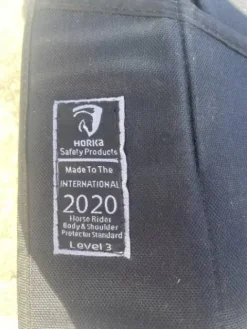 HORKA
Safety Products
Made To The
INTERNATIONAL
2020
Horse Rider
Body & Shoulder
Protector Standard
Level 3